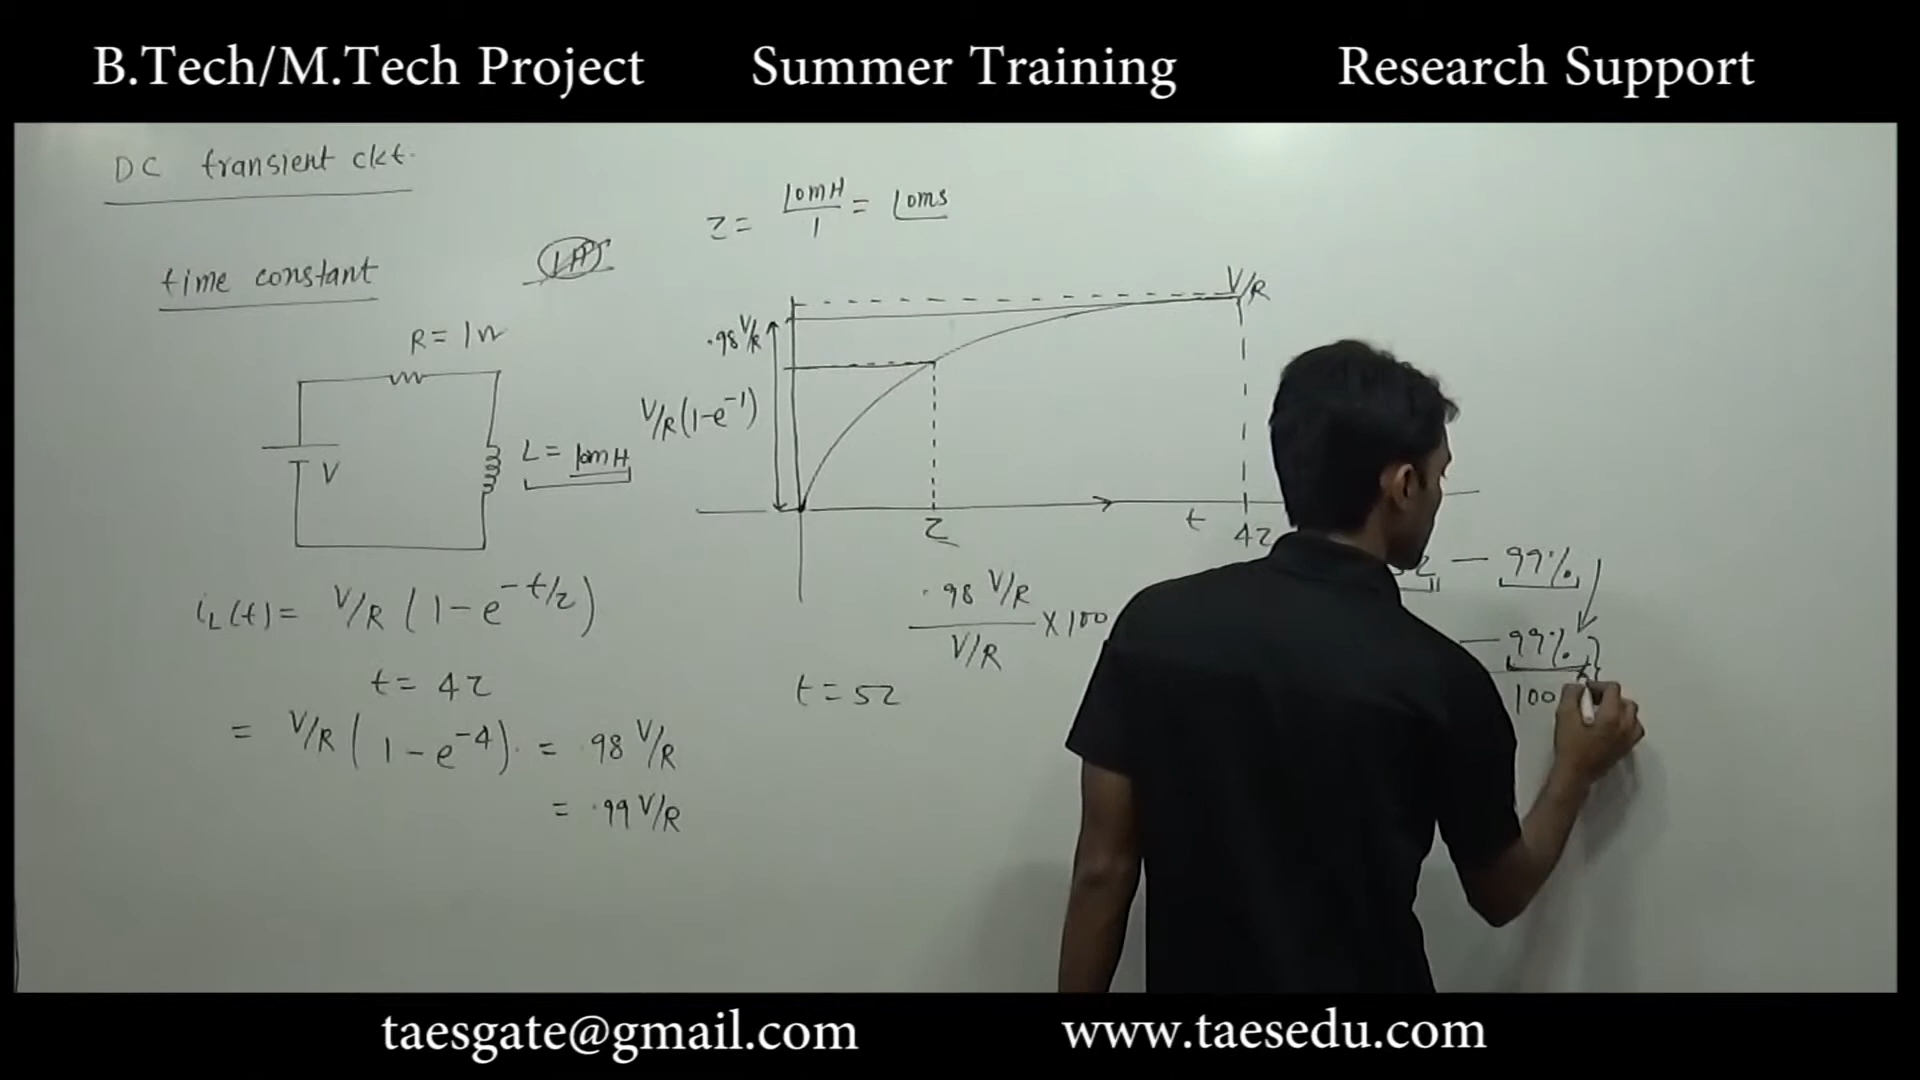 B.Tech/M.Tech Project Summer Training Research Support
DC transient ckt.
time constant
R = 1Ω
V
L = 10mH
τ = 10mH/1 = 10ms
V/R
.98 V/R
V/R (1-e^-1)
τ
t
4τ
iL(t) = V/R (1 - e^-t/τ)
t = 4τ
= V/R (1 - e^-4) = .98 V/R
= .99 V/R
.98 V/R / V/R × 100
t = 5τ
— 99%
— 99%
100
taesgate@gmail.com www.taesedu.com